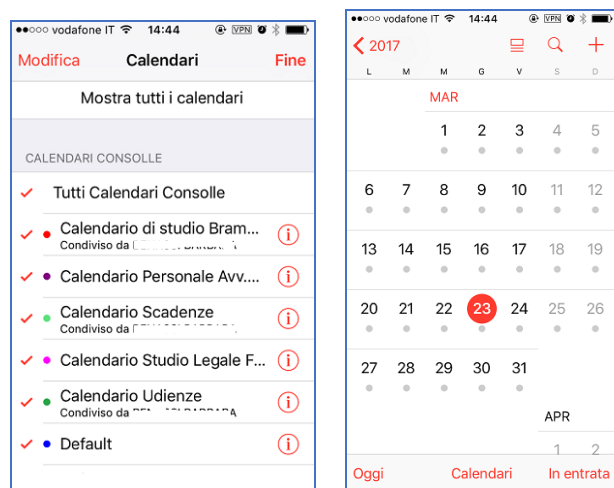 vodafone IT 14:44 VPN
Modifica Calendari Fine
Mostra tutti i calendari
CALENDARI CONSOLLE
Tutti Calendari Consolle
Calendario di studio Bram...
Condiviso da
Calendario Personale Avv....
Calendario Scadenze
Condiviso da
Calendario Studio Legale F...
Calendario Udienze
Condiviso da
Default
vodafone IT 14:44 VPN
2017
L M M G V S D
MAR
1 2 3 4 5
6 7 8 9 10 11 12
13 14 15 16 17 18 19
20 21 22 23 24 25 26
27 28 29 30 31
APR
1 2
Oggi Calendari In entrata